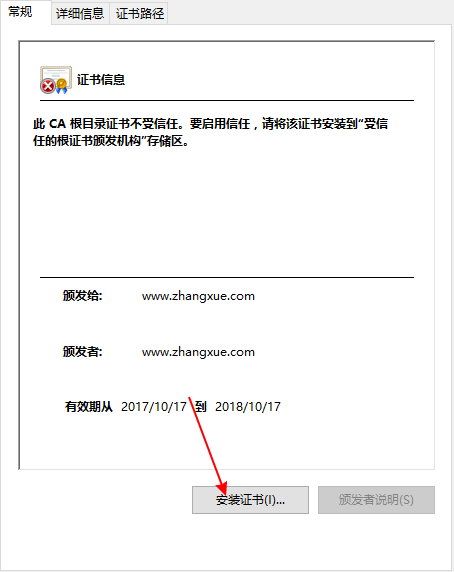 常规 详细信息 证书路径
证书信息
此 CA 根目录证书不受信任。要启用信任，请将该证书安装到“受信
任的根证书颁发机构”存储区。
颁发给: www.zhangxue.com
颁发者: www.zhangxue.com
有效期从 2017/10/17 到 2018/10/17
安装证书(I)... 颁发者说明(S)